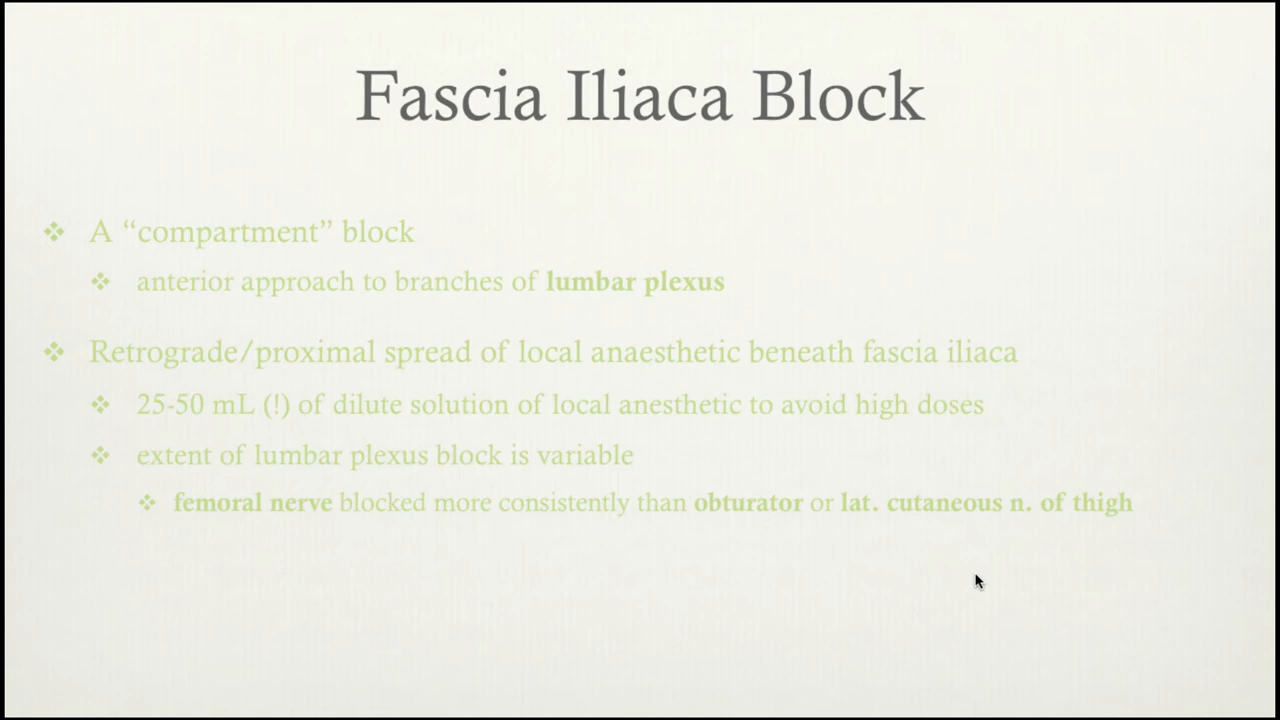 Fascia Iliaca Block
A “compartment” block
anterior approach to branches of lumbar plexus
Retrograde/proximal spread of local anaesthetic beneath fascia iliaca
25-50 mL (!) of dilute solution of local anesthetic to avoid high doses
extent of lumbar plexus block is variable
femoral nerve blocked more consistently than obturator or lat. cutaneous n. of thigh